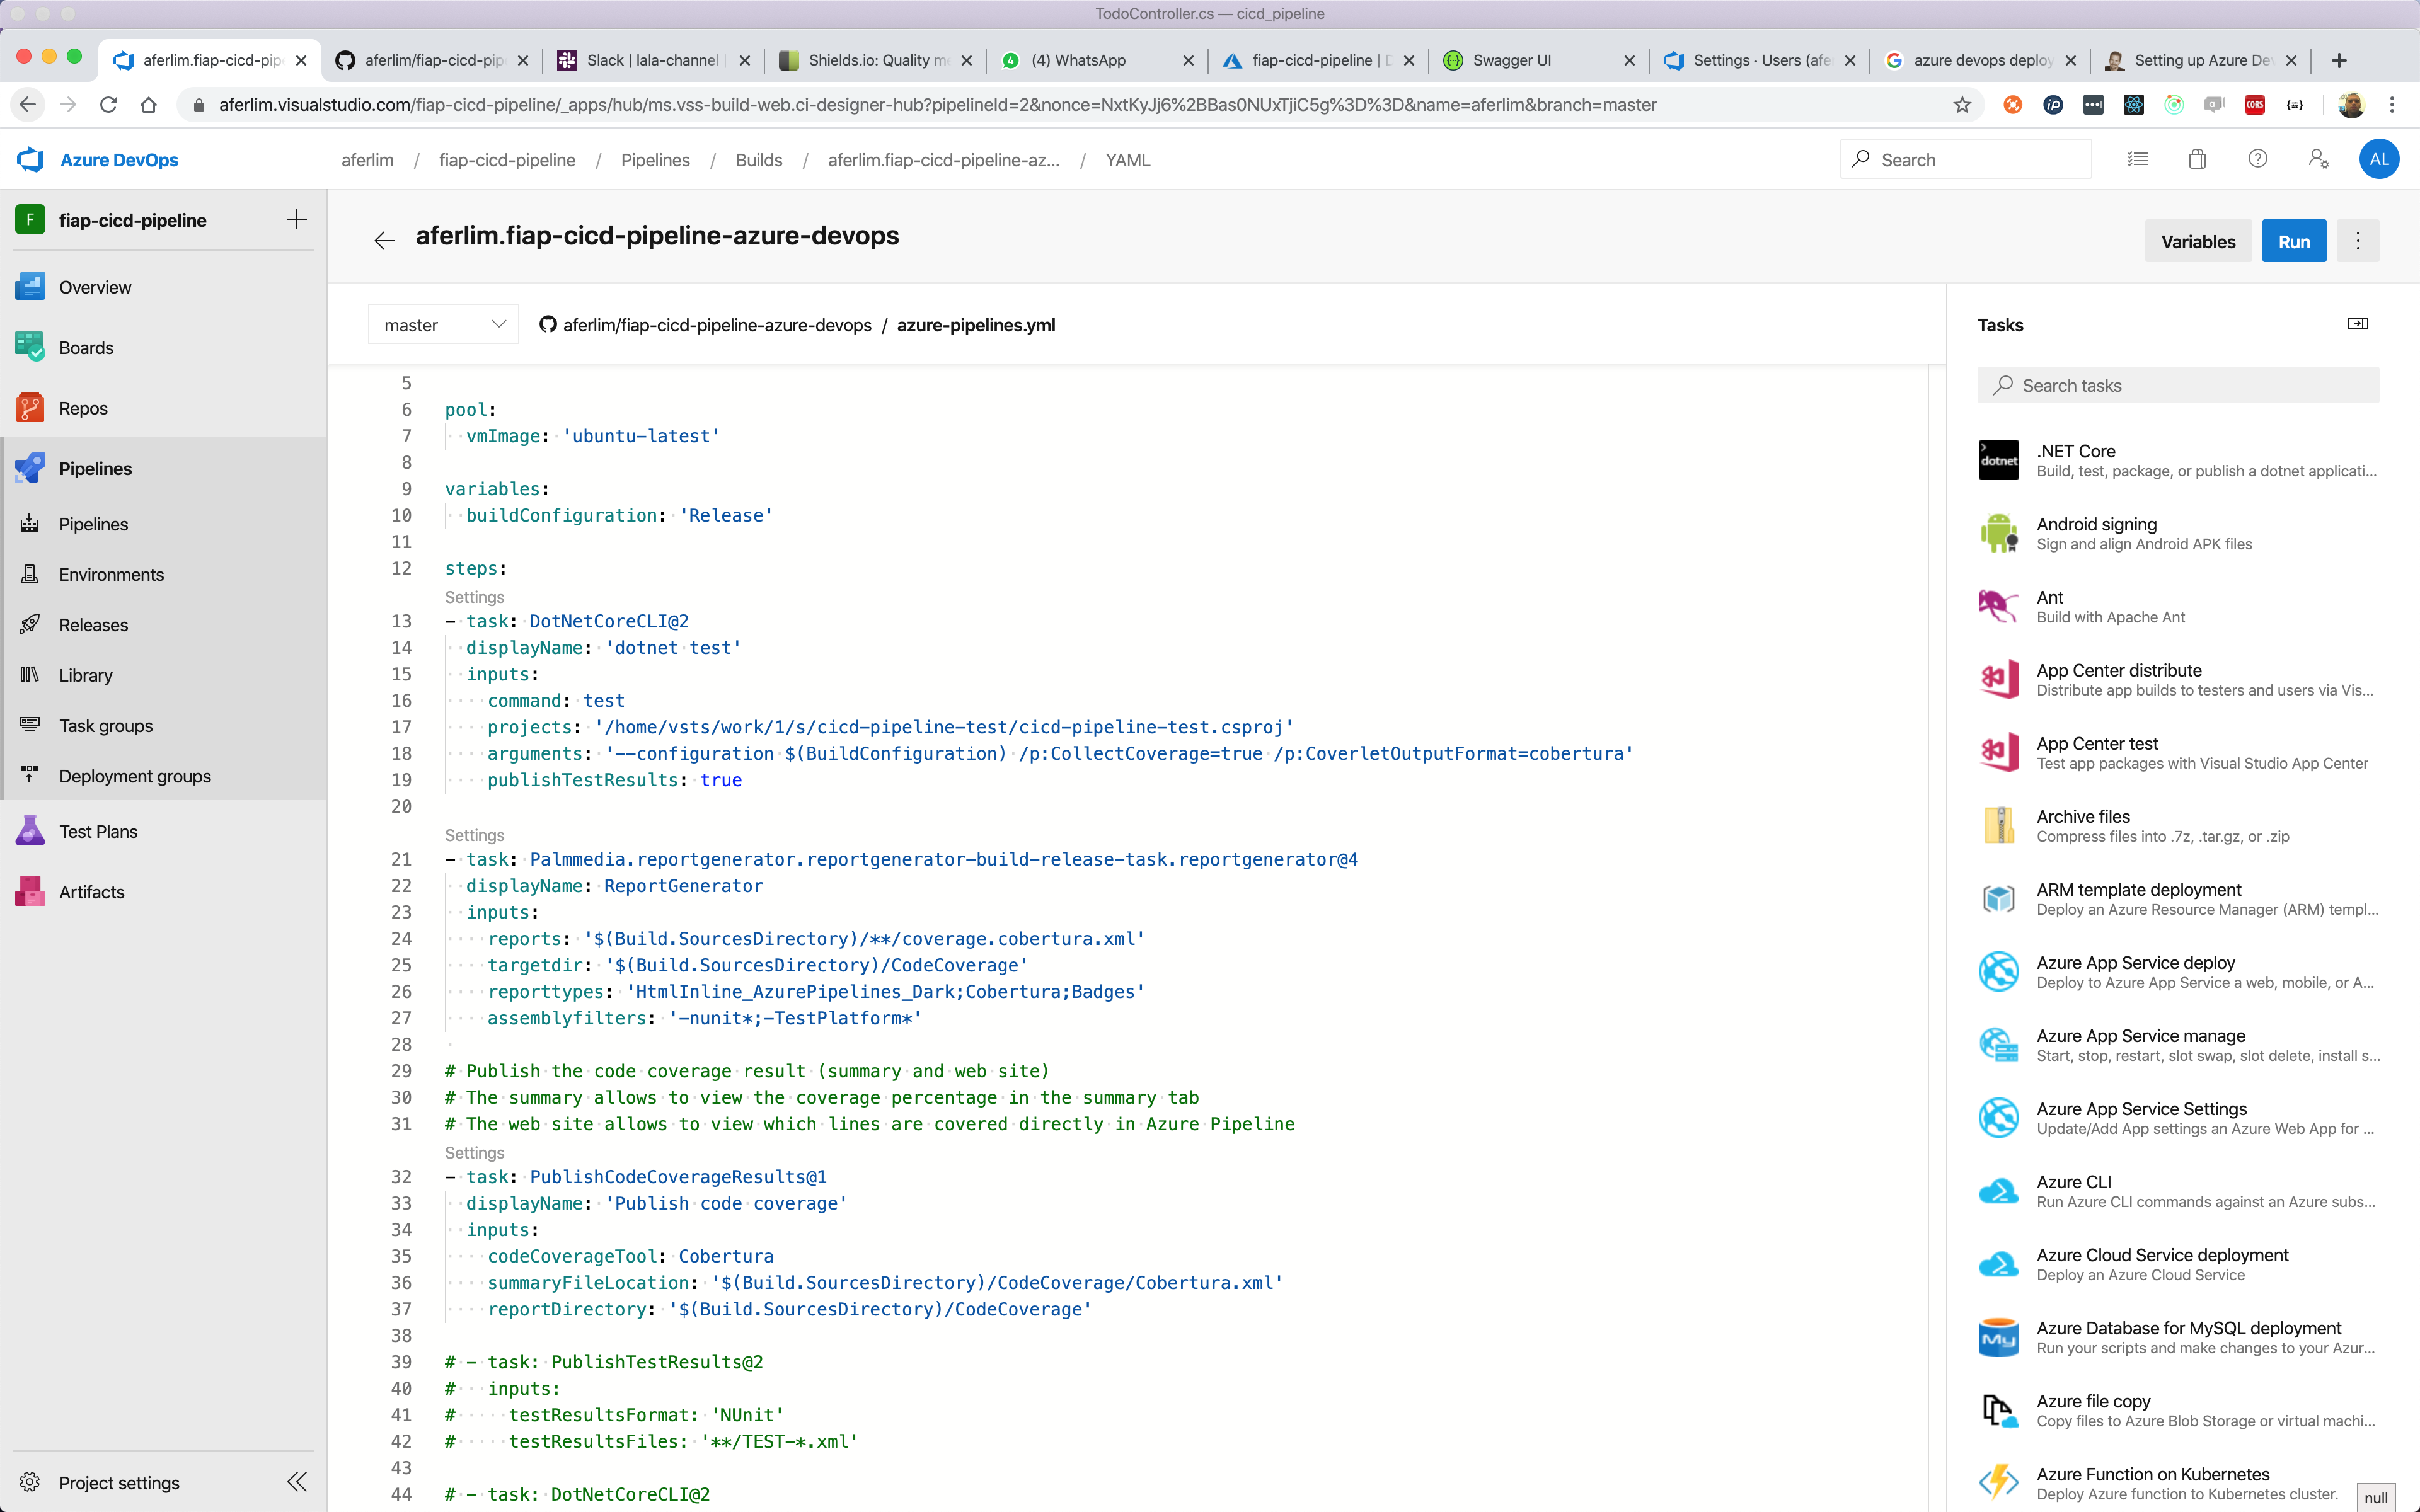 TodoController.cs — cicd_pipeline
aferlim.fiap-cicd-pip
aferlim/fiap-cicd-pip
Slack | lala-channel
Shields.io: Quality m
(4) WhatsApp
fiap-cicd-pipeline | D
Swagger UI
Settings · Users (afe
azure devops deploy
Setting up Azure De
aferlim.visualstudio.com/fiap-cicd-pipeline/_apps/hub/ms.vss-build-web.ci-designer-hub?pipelineId=2&nonce=NxtKyJj6%2BBas0NUxTjiC5g%3D%3D&name=aferlim&branch=master
CORS
Azure DevOps
aferlim / fiap-cicd-pipeline / Pipelines / Builds / aferlim.fiap-cicd-pipeline-az... / YAML
Search
AL
F fiap-cicd-pipeline
Overview
Boards
Repos
Pipelines
Pipelines
Environments
Releases
Library
Task groups
Deployment groups
Test Plans
Artifacts
Project settings
aferlim.fiap-cicd-pipeline-azure-devops
Variables
Run
master
aferlim/fiap-cicd-pipeline-azure-devops / azure-pipelines.yml
5
6 pool:
7   vmImage: 'ubuntu-latest'
8
9 variables:
10   buildConfiguration: 'Release'
11
12 steps:
Settings
13 - task: DotNetCoreCLI@2
14   displayName: 'dotnet test'
15   inputs:
16     command: test
17     projects: '/home/vsts/work/1/s/cicd-pipeline-test/cicd-pipeline-test.csproj'
18     arguments: '--configuration $(BuildConfiguration) /p:CollectCoverage=true /p:CoverletOutputFormat=cobertura'
19     publishTestResults: true
20
Settings
21 - task: Palmmedia.reportgenerator.reportgenerator-build-release-task.reportgenerator@4
22   displayName: ReportGenerator
23   inputs:
24     reports: '$(Build.SourcesDirectory)/**/coverage.cobertura.xml'
25     targetdir: '$(Build.SourcesDirectory)/CodeCoverage'
26     reporttypes: 'HtmlInline_AzurePipelines_Dark;Cobertura;Badges'
27     assemblyfilters: '-nunit*;-TestPlatform*'
28
29 # Publish the code coverage result (summary and web site)
30 # The summary allows to view the coverage percentage in the summary tab
31 # The web site allows to view which lines are covered directly in Azure Pipeline
Settings
32 - task: PublishCodeCoverageResults@1
33   displayName: 'Publish code coverage'
34   inputs:
35     codeCoverageTool: Cobertura
36     summaryFileLocation: '$(Build.SourcesDirectory)/CodeCoverage/Cobertura.xml'
37     reportDirectory: '$(Build.SourcesDirectory)/CodeCoverage'
38
39 # - task: PublishTestResults@2
40 #   inputs:
41 #     testResultsFormat: 'NUnit'
42 #     testResultsFiles: '**/TEST-*.xml'
43
44 # - task: DotNetCoreCLI@2
Tasks
Search tasks
dotnet
.NET Core
Build, test, package, or publish a dotnet applicati...
Android signing
Sign and align Android APK files
Ant
Build with Apache Ant
App Center distribute
Distribute app builds to testers and users via Vis...
App Center test
Test app packages with Visual Studio App Center
Archive files
Compress files into .7z, .tar.gz, or .zip
ARM template deployment
Deploy an Azure Resource Manager (ARM) templ...
Azure App Service deploy
Deploy to Azure App Service a web, mobile, or A...
Azure App Service manage
Start, stop, restart, slot swap, slot delete, install s...
Azure App Service Settings
Update/Add App settings an Azure Web App for ...
Azure CLI
Run Azure CLI commands against an Azure subs...
Azure Cloud Service deployment
Deploy an Azure Cloud Service
My
Azure Database for MySQL deployment
Run your scripts and make changes to your Azur...
Azure file copy
Copy files to Azure Blob Storage or virtual machi...
Azure Function on Kubernetes
Deploy Azure function to Kubernetes cluster.
null